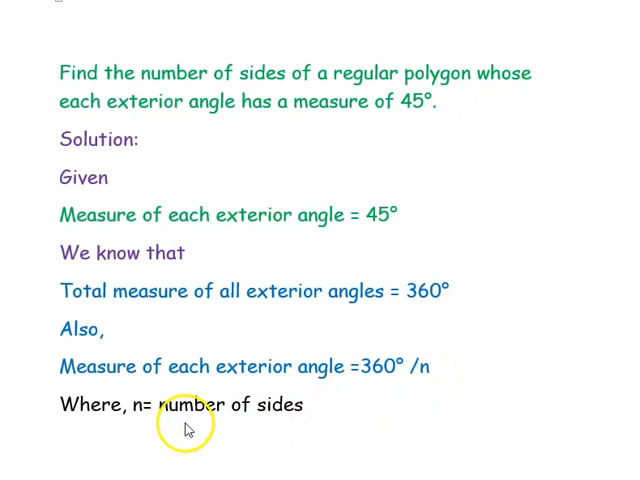 Find the number of sides of a regular polygon whose
each exterior angle has a measure of 45°.
Solution:
Given
Measure of each exterior angle = 45°
We know that
Total measure of all exterior angles = 360°
Also,
Measure of each exterior angle =360° /n
Where, n= number of sides